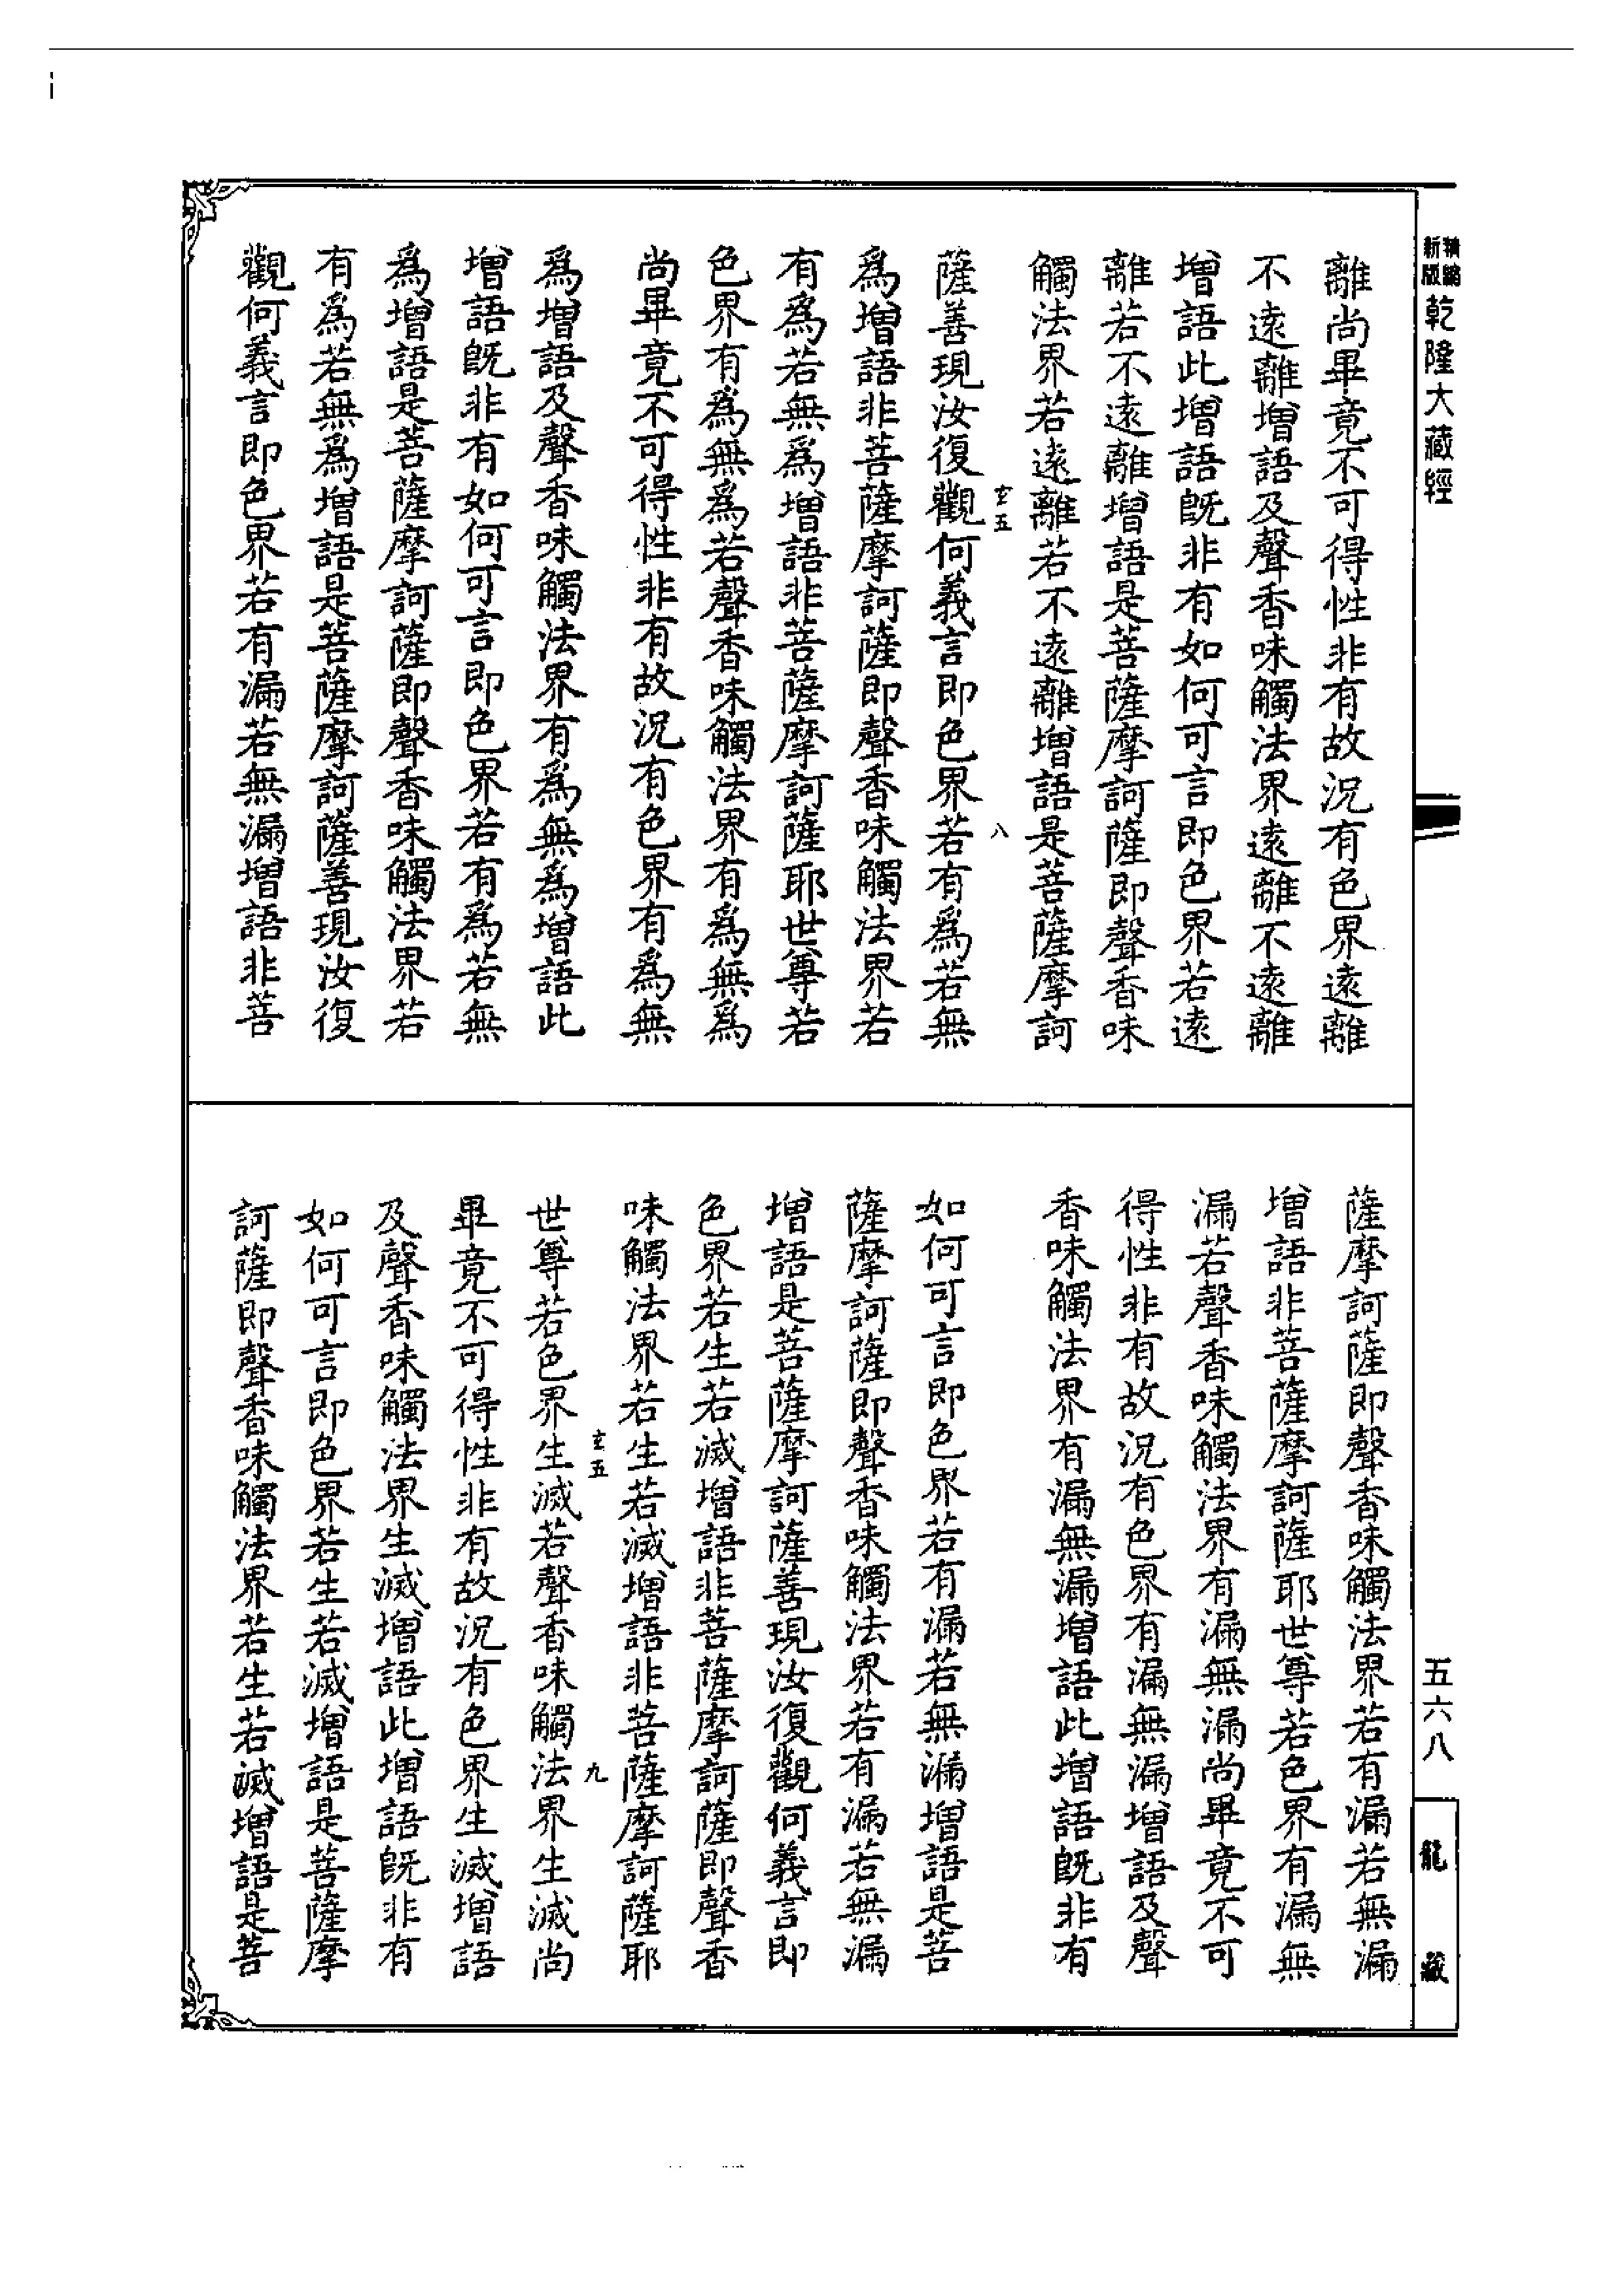 精編新版乾隆大藏經
離尚畢竟不可得性非有故況有色界遠離
不遠離增語及聲香味觸法界遠離不遠離
增語此增語既非有如何可言即色界若遠
離若不遠離增語是菩薩摩訶薩即聲香味
觸法界若遠離若不遠離增語是菩薩摩訶
玄五 八
薩善現汝復觀何義言即色界若有為若無
為增語非菩薩摩訶薩即聲香味觸法界若
有為若無為增語非菩薩摩訶薩耶世尊若
色界有為無為若聲香味觸法界有為無為
尚畢竟不可得性非有故況有色界有為無
為增語及聲香味觸法界有為無為增語此
增語既非有如何可言即色界若有為若無
為增語是菩薩摩訶薩即聲香味觸法界若
有為若無為增語是菩薩摩訶薩善現汝復
觀何義言即色界若有漏若無漏增語非菩
薩摩訶薩即聲香味觸法界若有漏若無漏
增語非菩薩摩訶薩耶世尊若色界有漏無
漏若聲香味觸法界有漏無漏尚畢竟不可
得性非有故況有色界有漏無漏增語及聲
香味觸法界有漏無漏增語此增語既非有
如何可言即色界若有漏若無漏增語是菩
薩摩訶薩即聲香味觸法界若有漏若無漏
增語是菩薩摩訶薩善現汝復觀何義言即
色界若生若滅增語非菩薩摩訶薩即聲香
味觸法界若生若滅增語非菩薩摩訶薩耶
玄五 九
世尊若色界生滅若聲香味觸法界生滅尚
畢竟不可得性非有故況有色界生滅增語
及聲香味觸法界生滅增語此增語既非有
如何可言即色界若生若滅增語是菩薩摩
訶薩即聲香味觸法界若生若滅增語是菩
五六八
龍藏